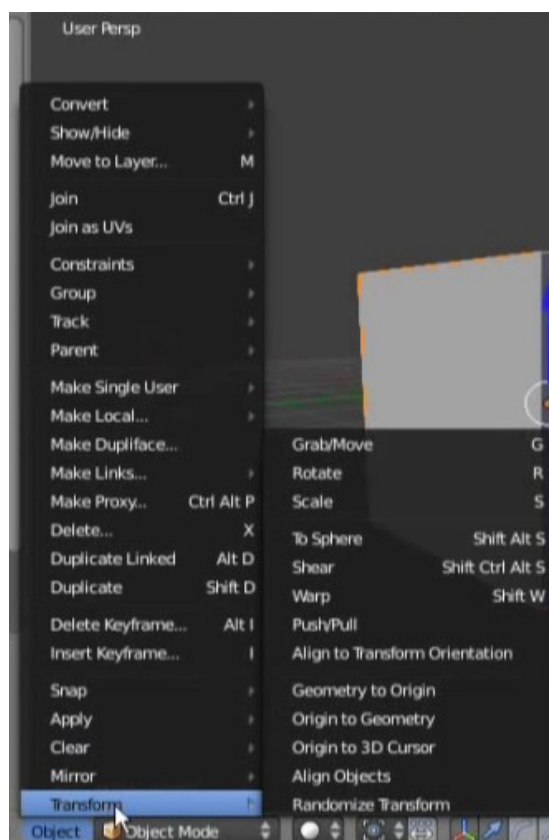 User Persp
Convert
Show/Hide
Move to Layer... M
Join Ctrl J
Join as UVs
Constraints
Group
Track
Parent
Make Single User
Make Local...
Make Dupliface...
Make Links...
Make Proxy... Ctrl Alt P
Delete... X
Duplicate Linked Alt D
Duplicate Shift D
Delete Keyframe... Alt I
Insert Keyframe... I
Snap
Apply
Clear
Mirror
Transform
Grab/Move G
Rotate R
Scale S
To Sphere Shift Alt S
Shear Shift Ctrl Alt S
Warp Shift W
Push/Pull
Align to Transform Orientation
Geometry to Origin
Origin to Geometry
Origin to 3D Cursor
Align Objects
Randomize Transform
Object Object Mode